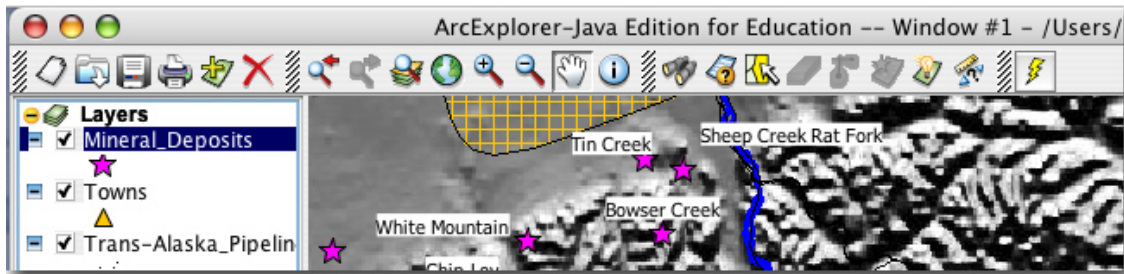 ArcExplorer-Java Edition for Education -- Window #1 - /Users/
Layers
Mineral_Deposits
Towns
Trans-Alaska_Pipelin
Tin Creek
Sheep Creek Rat Fork
Bowser Creek
White Mountain